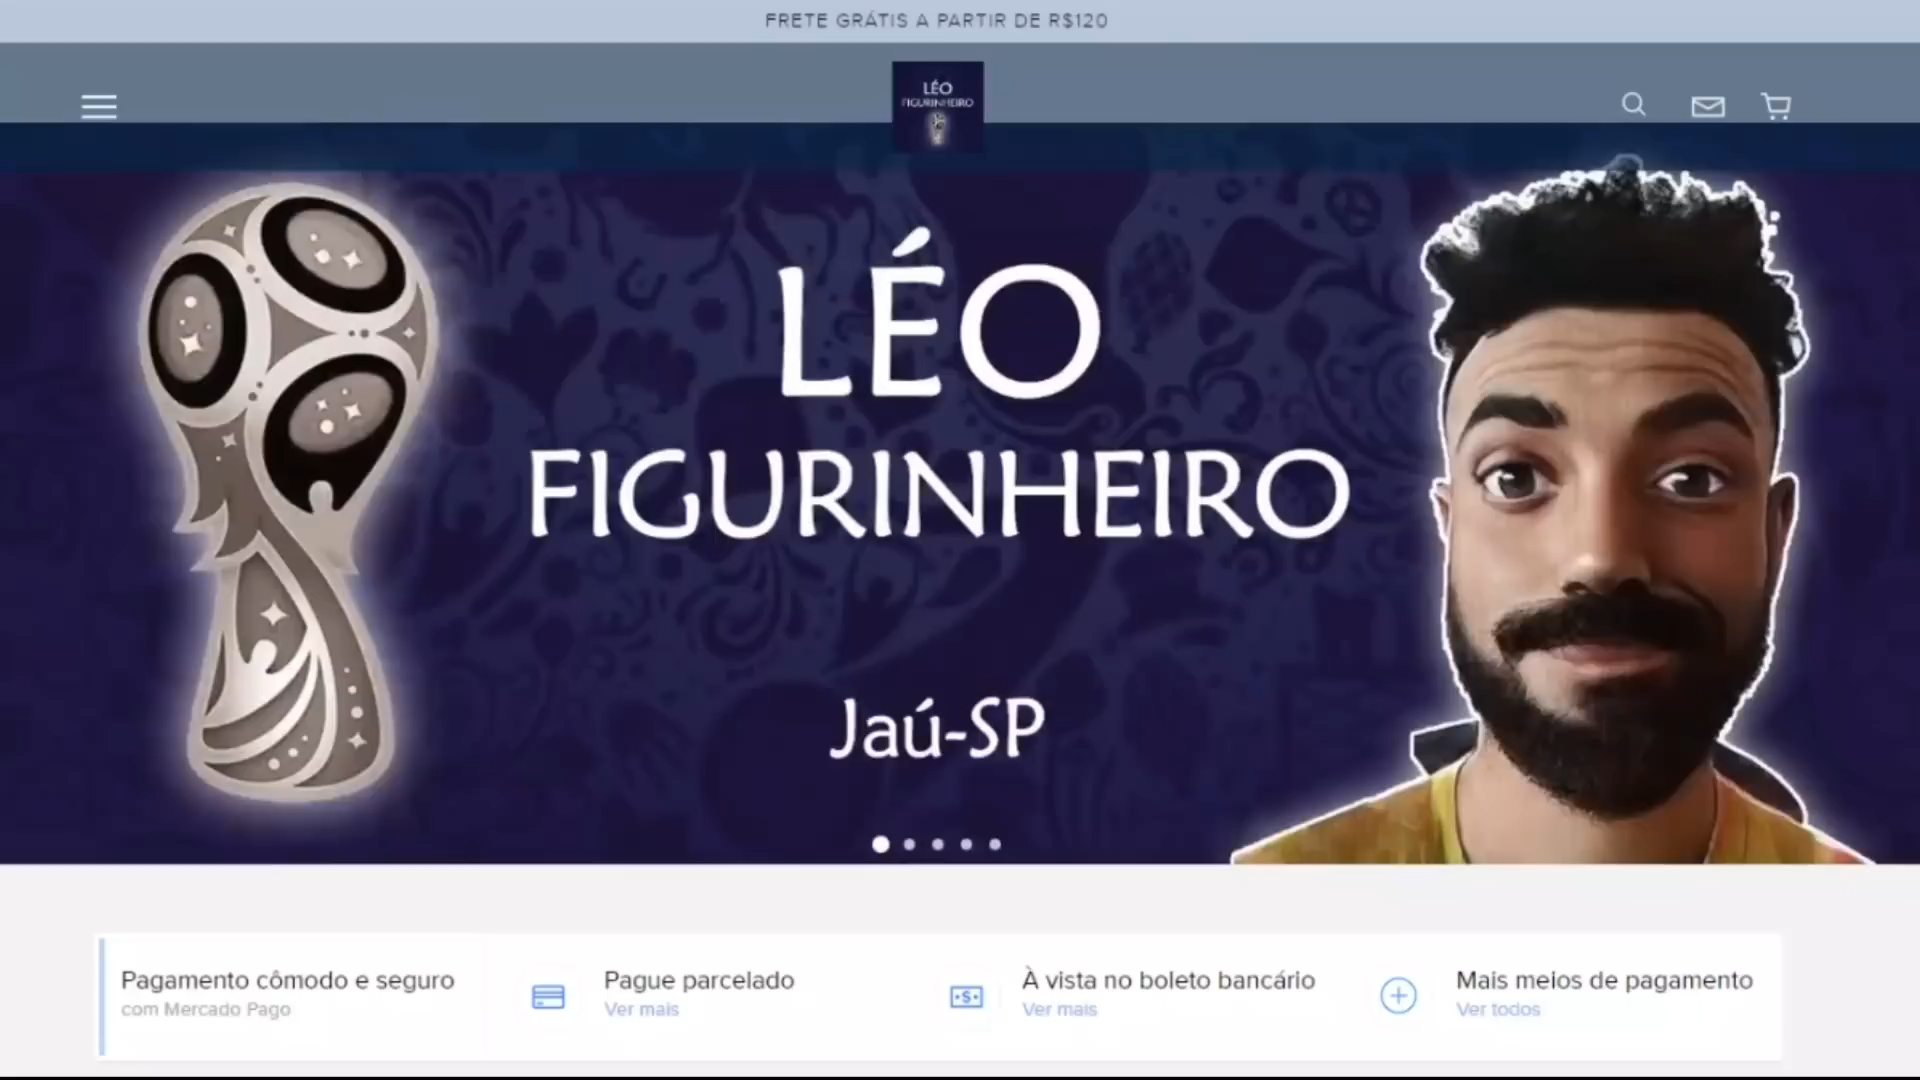 FRETE GRÁTIS A PARTIR DE R$120
LÉO
FIGURINHEIRO
LÉO
FIGURINHEIRO
Jaú-SP
Pagamento cômodo e seguro
com Mercado Pago
Pague parcelado
Ver mais
À vista no boleto bancário
Ver mais
Mais meios de pagamento
Ver todos